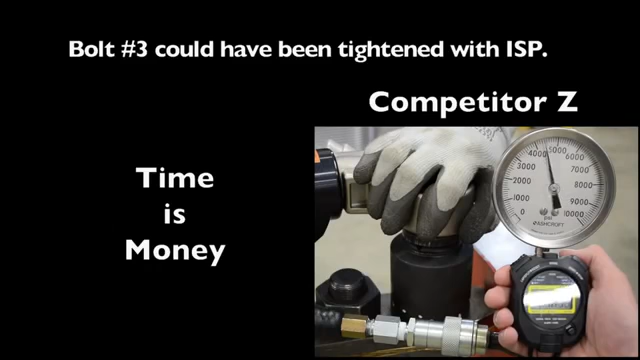 Bolt #3 could have been tightened with ISP.
Competitor Z
Time
is
Money
0
1000
2000
3000
4000
5000
6000
7000
8000
9000
10000
psi
ASHCROFT